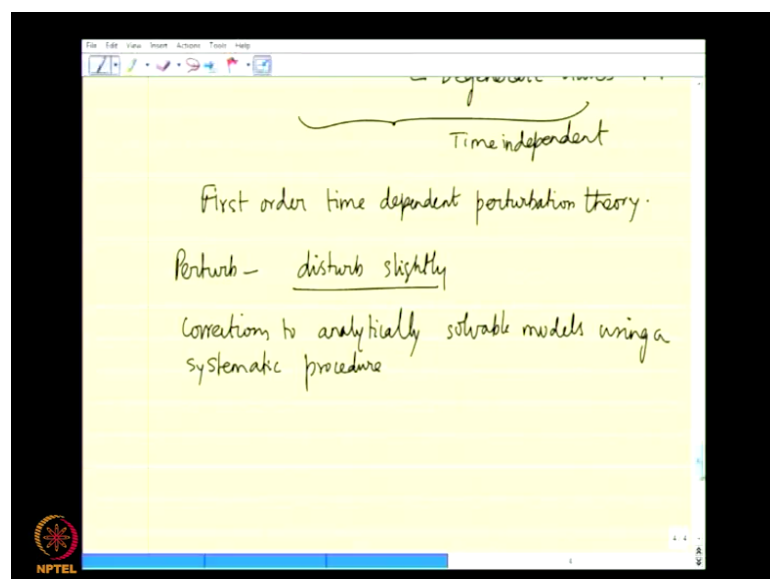 File Edit View Insert Actions Tools Help
Time independent
First order time dependent perturbation theory.
Perturb – disturb slightly
Corrections to analytically solvable models using a
systematic procedure
NPTEL